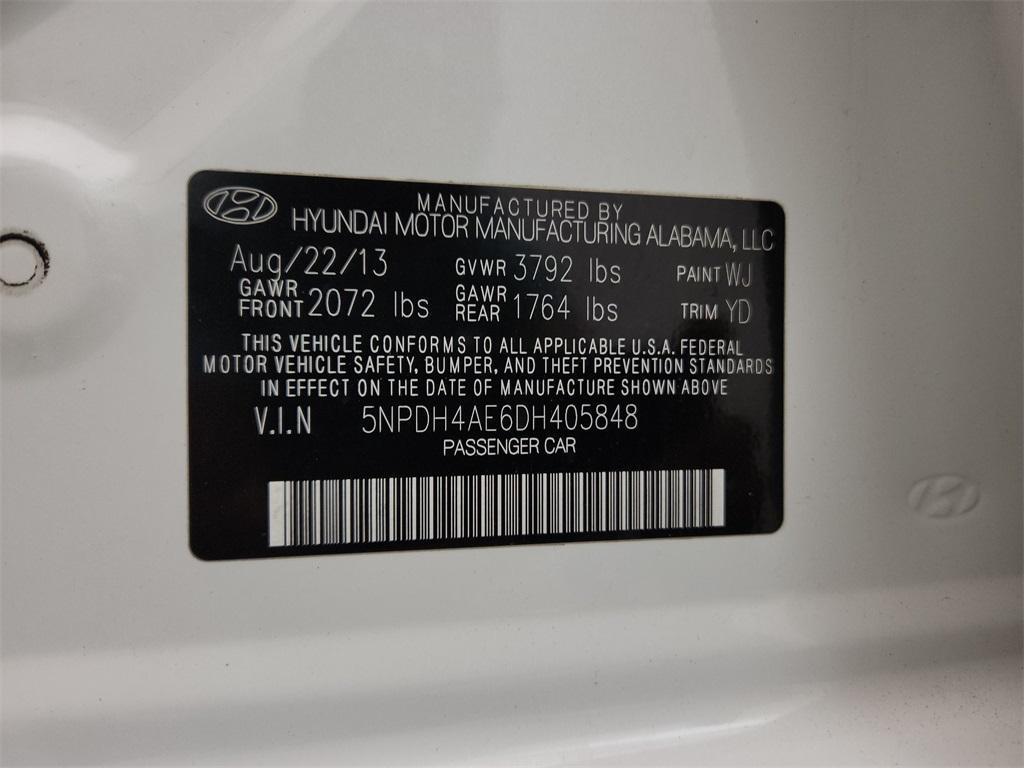 MANUFACTURED BY
HYUNDAI MOTOR MANUFACTURING ALABAMA, LLC
Aug/22/13 GVWR 3792 lbs PAINT WJ
GAWR FRONT 2072 lbs GAWR REAR 1764 lbs TRIM YD
THIS VEHICLE CONFORMS TO ALL APPLICABLE U.S.A. FEDERAL
MOTOR VEHICLE SAFETY, BUMPER, AND THEFT PREVENTION STANDARDS
IN EFFECT ON THE DATE OF MANUFACTURE SHOWN ABOVE
V.I.N 5NPDH4AE6DH405848
PASSENGER CAR